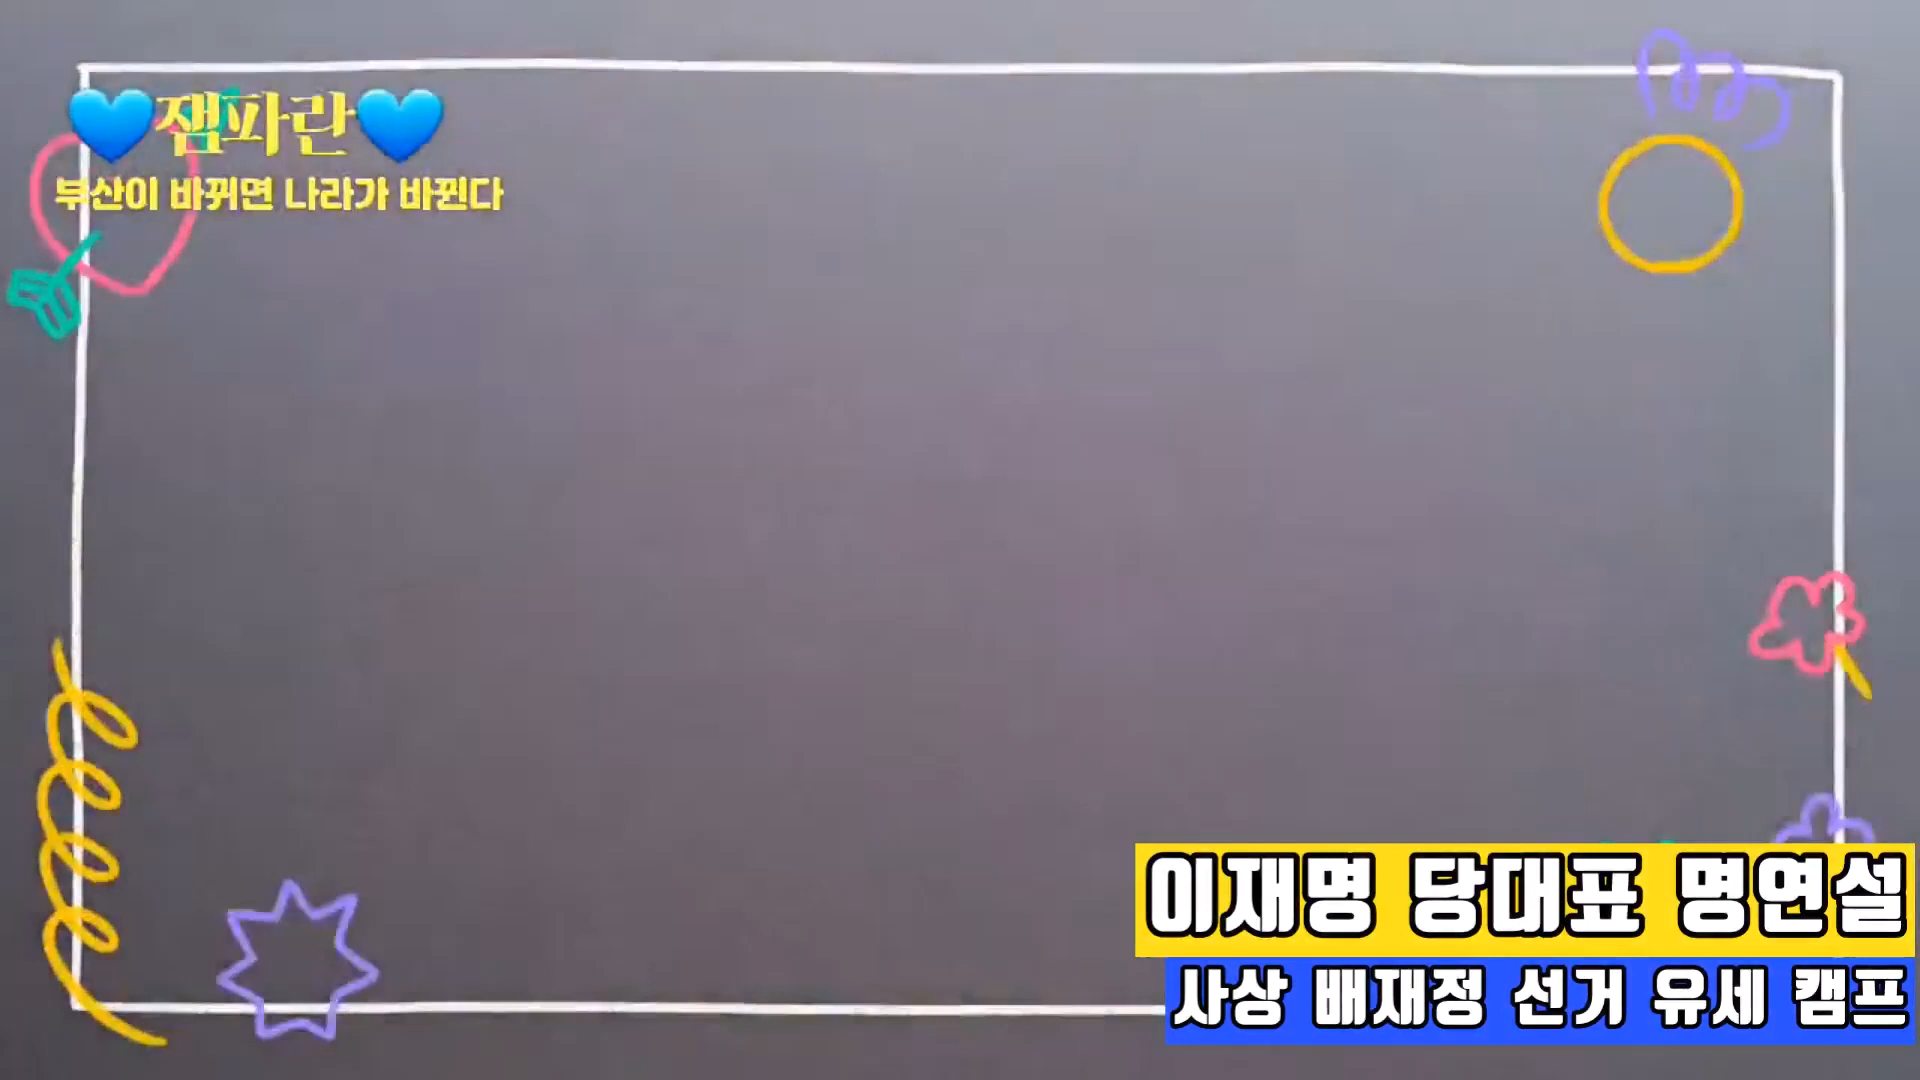 💙잼파란💙
부산이 바뀌면 나라가 바뀐다
이재명 당대표 명연설
사상 배재정 선거 유세 캠프